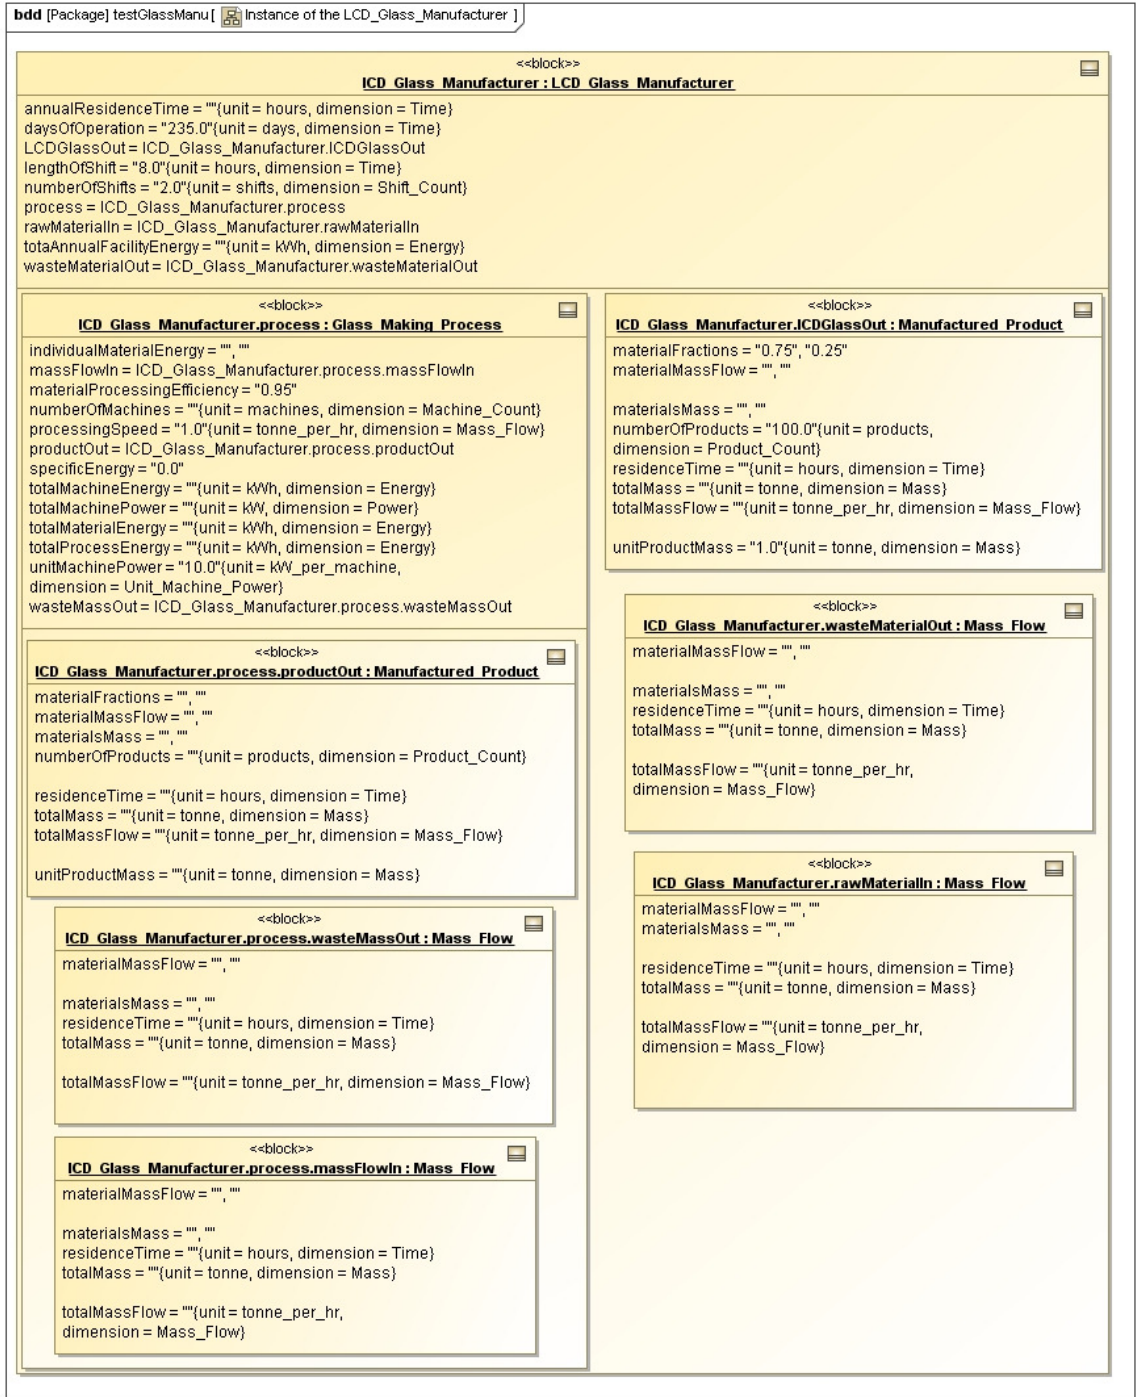 bdd [Package] testGlassManu [ Instance of the LCD_Glass_Manufacturer ]
<<block>>
ICD_Glass_Manufacturer : LCD_Glass_Manufacturer
annualResidenceTime = ""{unit = hours, dimension = Time}
daysOfOperation = "235.0"{unit = days, dimension = Time}
LCDGlassOut = ICD_Glass_Manufacturer.ICDGlassOut
lengthOfShift = "8.0"{unit = hours, dimension = Time}
numberOfShifts = "2.0"{unit = shifts, dimension = Shift_Count}
process = ICD_Glass_Manufacturer.process
rawMaterialIn = ICD_Glass_Manufacturer.rawMaterialIn
totaAnnualFacilityEnergy = ""{unit = kWh, dimension = Energy}
wasteMaterialOut = ICD_Glass_Manufacturer.wasteMaterialOut
<<block>>
ICD_Glass_Manufacturer.process : Glass_Making_Process
individualMaterialEnergy = "", ""
massFlowIn = ICD_Glass_Manufacturer.process.massFlowIn
materialProcessingEfficiency = "0.95"
numberOfMachines = ""{unit = machines, dimension = Machine_Count}
processingSpeed = "1.0"{unit = tonne_per_hr, dimension = Mass_Flow}
productOut = ICD_Glass_Manufacturer.process.productOut
specificEnergy = "0.0"
totalMachineEnergy = ""{unit = kWh, dimension = Energy}
totalMachinePower = ""{unit = kW, dimension = Power}
totalMaterialEnergy = ""{unit = kWh, dimension = Energy}
totalProcessEnergy = ""{unit = kWh, dimension = Energy}
unitMachinePower = "10.0"{unit = kW_per_machine,
dimension = Unit_Machine_Power}
wasteMassOut = ICD_Glass_Manufacturer.process.wasteMassOut
<<block>>
ICD_Glass_Manufacturer.process.productOut : Manufactured_Product
materialFractions = "", ""
materialMassFlow = "", ""
materialsMass = "", ""
numberOfProducts = ""{unit = products, dimension = Product_Count}
residenceTime = ""{unit = hours, dimension = Time}
totalMass = ""{unit = tonne, dimension = Mass}
totalMassFlow = ""{unit = tonne_per_hr, dimension = Mass_Flow}
unitProductMass = ""{unit = tonne, dimension = Mass}
<<block>>
ICD_Glass_Manufacturer.process.wasteMassOut : Mass_Flow
materialMassFlow = "", ""
materialsMass = "", ""
residenceTime = ""{unit = hours, dimension = Time}
totalMass = ""{unit = tonne, dimension = Mass}
totalMassFlow = ""{unit = tonne_per_hr, dimension = Mass_Flow}
<<block>>
ICD_Glass_Manufacturer.process.massFlowIn : Mass_Flow
materialMassFlow = "", ""
materialsMass = "", ""
residenceTime = ""{unit = hours, dimension = Time}
totalMass = ""{unit = tonne, dimension = Mass}
totalMassFlow = ""{unit = tonne_per_hr,
dimension = Mass_Flow}
<<block>>
ICD_Glass_Manufacturer.ICDGlassOut : Manufactured_Product
materialFractions = "0.75", "0.25"
materialMassFlow = "", ""
materialsMass = "", ""
numberOfProducts = "100.0"{unit = products,
dimension = Product_Count}
residenceTime = ""{unit = hours, dimension = Time}
totalMass = ""{unit = tonne, dimension = Mass}
totalMassFlow = ""{unit = tonne_per_hr, dimension = Mass_Flow}
unitProductMass = "1.0"{unit = tonne, dimension = Mass}
<<block>>
ICD_Glass_Manufacturer.wasteMaterialOut : Mass_Flow
materialMassFlow = "", ""
materialsMass = "", ""
residenceTime = ""{unit = hours, dimension = Time}
totalMass = ""{unit = tonne, dimension = Mass}
totalMassFlow = ""{unit = tonne_per_hr,
dimension = Mass_Flow}
<<block>>
ICD_Glass_Manufacturer.rawMaterialIn : Mass_Flow
materialMassFlow = "", ""
materialsMass = "", ""
residenceTime = ""{unit = hours, dimension = Time}
totalMass = ""{unit = tonne, dimension = Mass}
totalMassFlow = ""{unit = tonne_per_hr,
dimension = Mass_Flow}